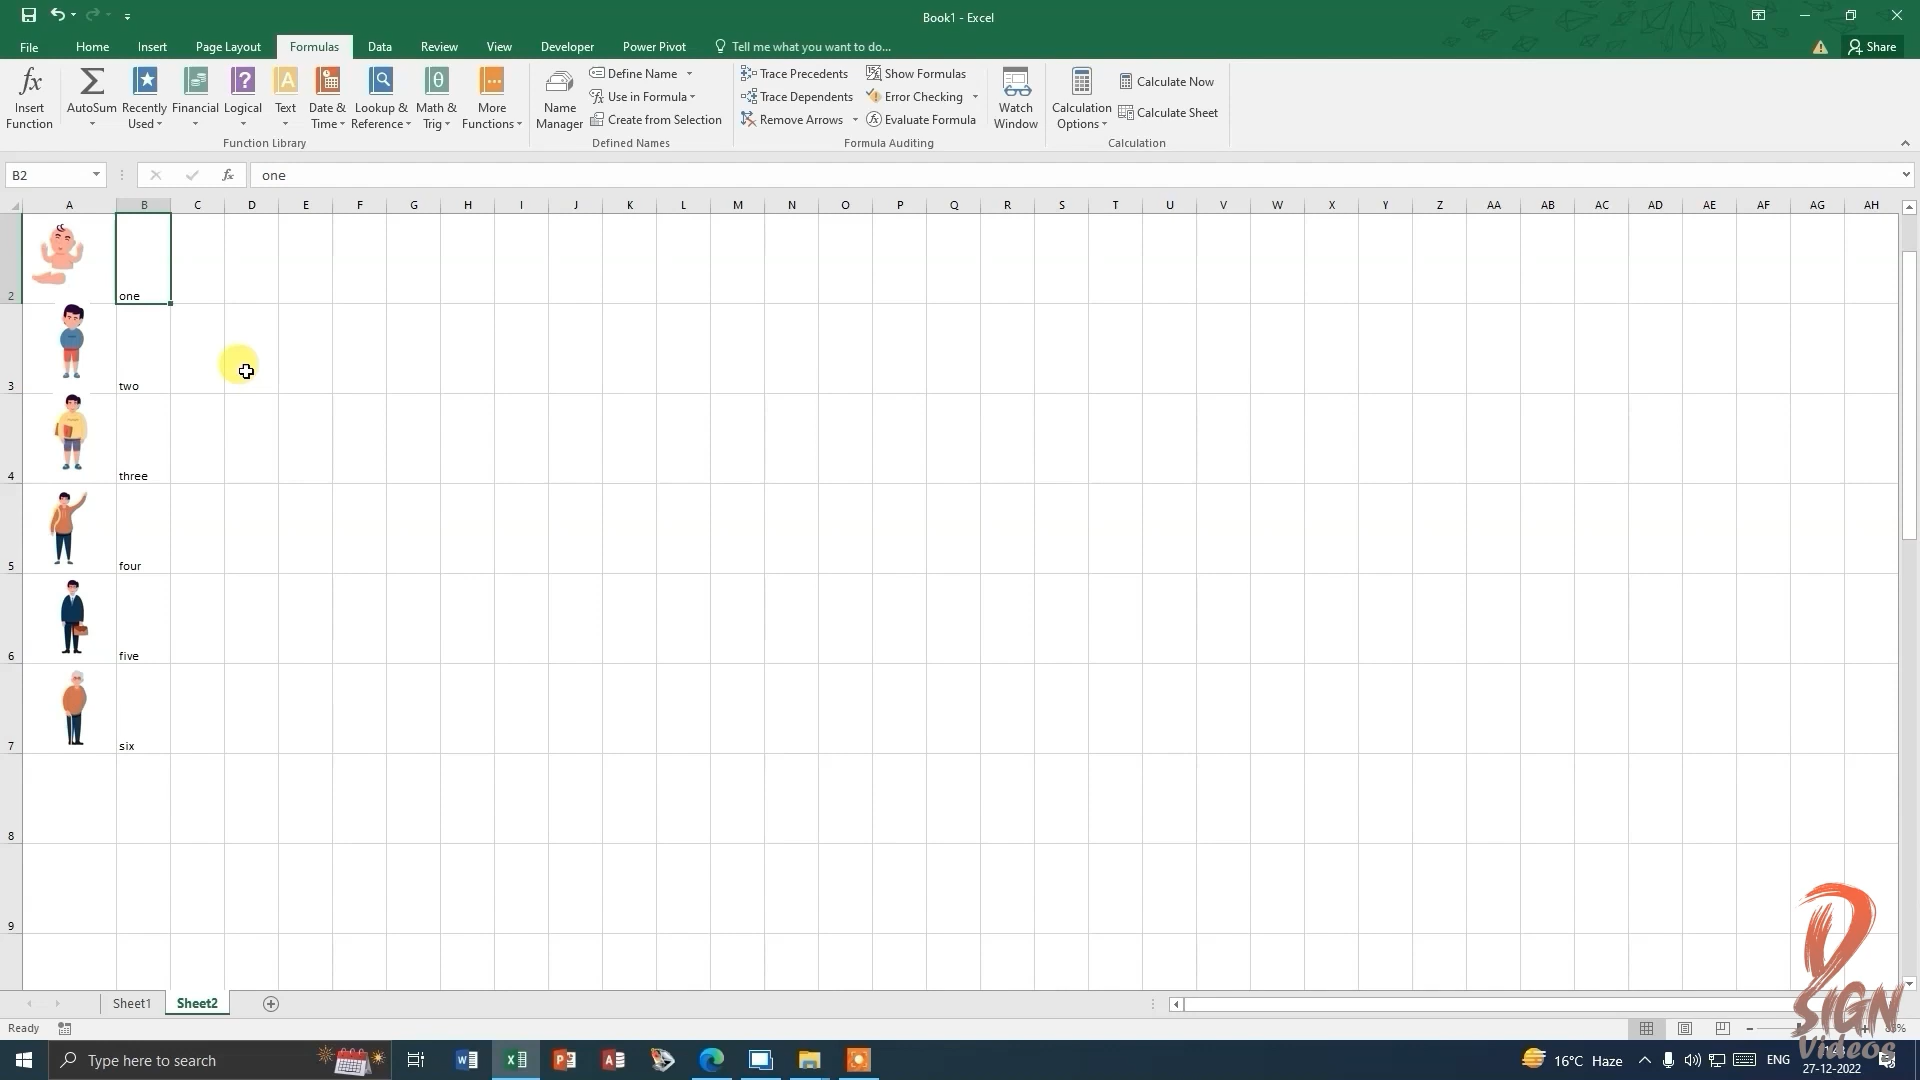 Book1 - Excel
File Home Insert Page Layout Formulas Data Review View Developer Power Pivot Tell me what you want to do... Share
Insert Function
AutoSum
Recently Used
Financial
Logical
Text
Date & Time
Lookup & Reference
Math & Trig
More Functions
Function Library
Name Manager
Define Name
Use in Formula
Create from Selection
Defined Names
Trace Precedents
Trace Dependents
Remove Arrows
Show Formulas
Error Checking
Evaluate Formula
Formula Auditing
Watch Window
Calculation Options
Calculate Now
Calculate Sheet
Calculation
B2 fx one
A B C D E F G H I J K L M N O P Q R S T U V W X Y Z AA AB AC AD AE AF AG AH
2 one
3 two
4 three
5 four
6 five
7 six
8
9
Sheet1 Sheet2
Ready
DSIGN
Videos
Type here to search
16°C Haze
ENG
27-12-2022